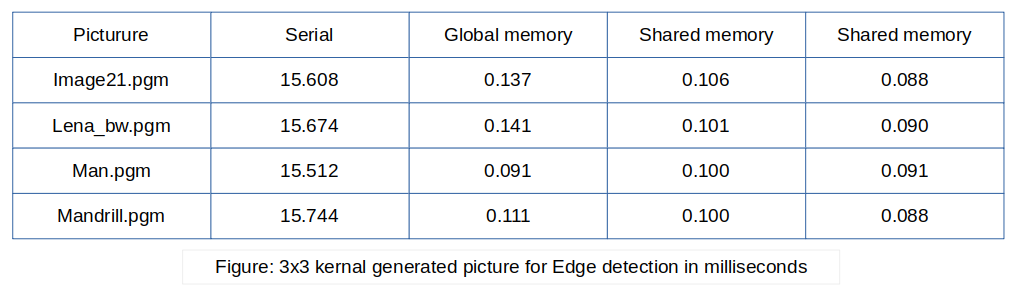 Picturure Serial Global memory Shared memory Shared memory
Image21.pgm 15.608 0.137 0.106 0.088
Lena_bw.pgm 15.674 0.141 0.101 0.090
Man.pgm 15.512 0.091 0.100 0.091
Mandrill.pgm 15.744 0.111 0.100 0.088
Figure: 3x3 kernal generated picture for Edge detection in milliseconds